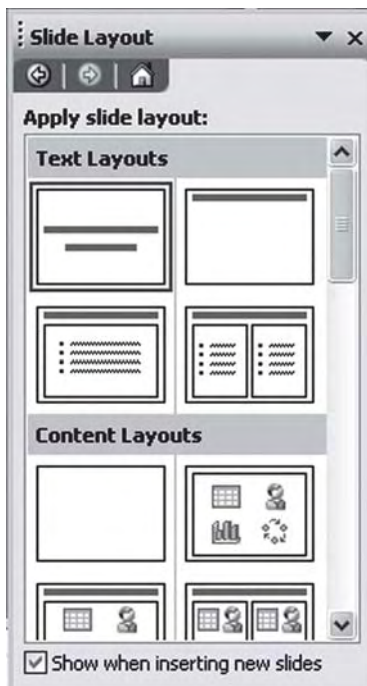 Slide Layout
Apply slide layout:
Text Layouts
Content Layouts
Show when inserting new slides